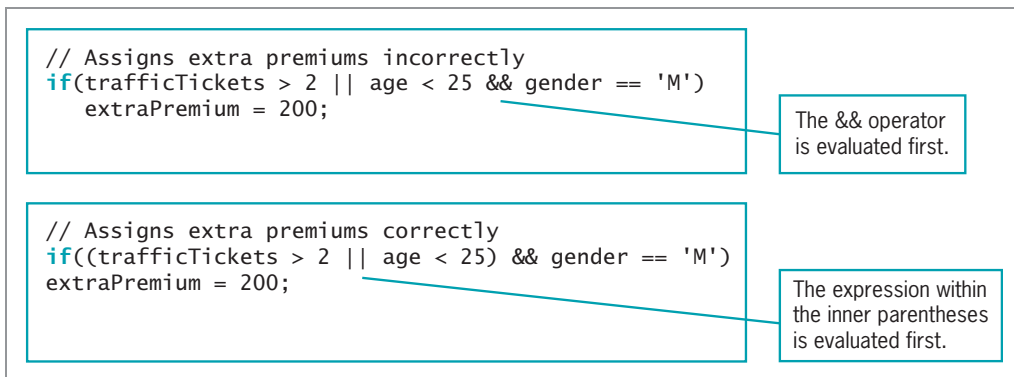 // Assigns extra premiums incorrectly
if(trafficTickets > 2 || age < 25 && gender == 'M')
   extraPremium = 200;
The && operator
is evaluated first.
// Assigns extra premiums correctly
if((trafficTickets > 2 || age < 25) && gender == 'M')
extraPremium = 200;
The expression within
the inner parentheses
is evaluated first.